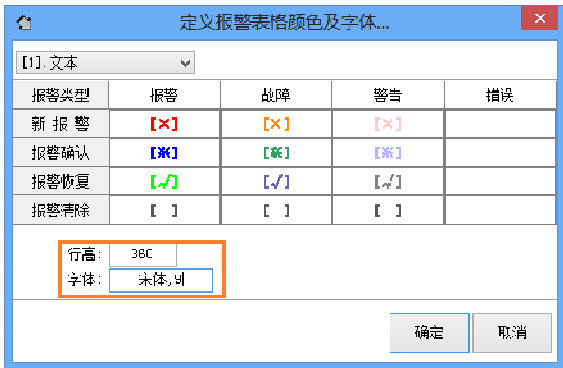 定义报警表格颜色及字体...
[1].文本
报警类型 报警 故障 警告 错误
新 报 警 [×] [×] [×]
报警确认 [※] [※] [※]
报警恢复 [√] [√] [√]
报警清除 [ ] [ ] [ ]
行高: 360
字体: 宋体,9
确定 取消